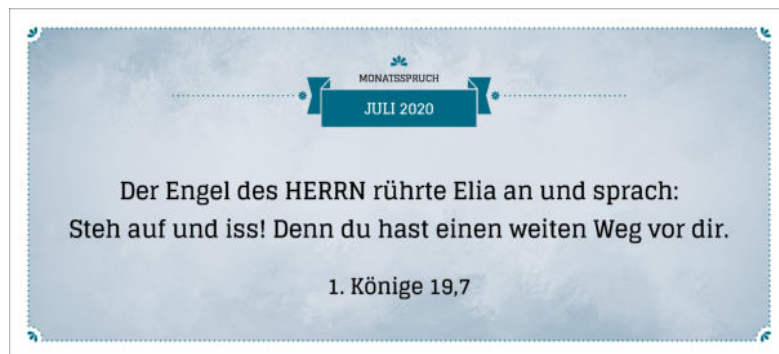 MONATSSPRUCH
JULI 2020
Der Engel des HERRN rührte Elia an und sprach:
Steh auf und iss! Denn du hast einen weiten Weg vor dir.
1. Könige 19,7